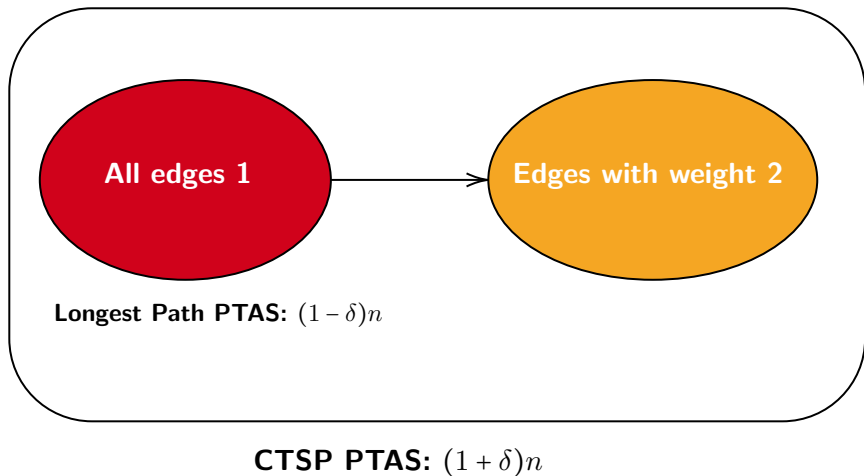 All edges 1
Edges with weight 2
Longest Path PTAS: (1 − δ)n
CTSP PTAS: (1 + δ)n